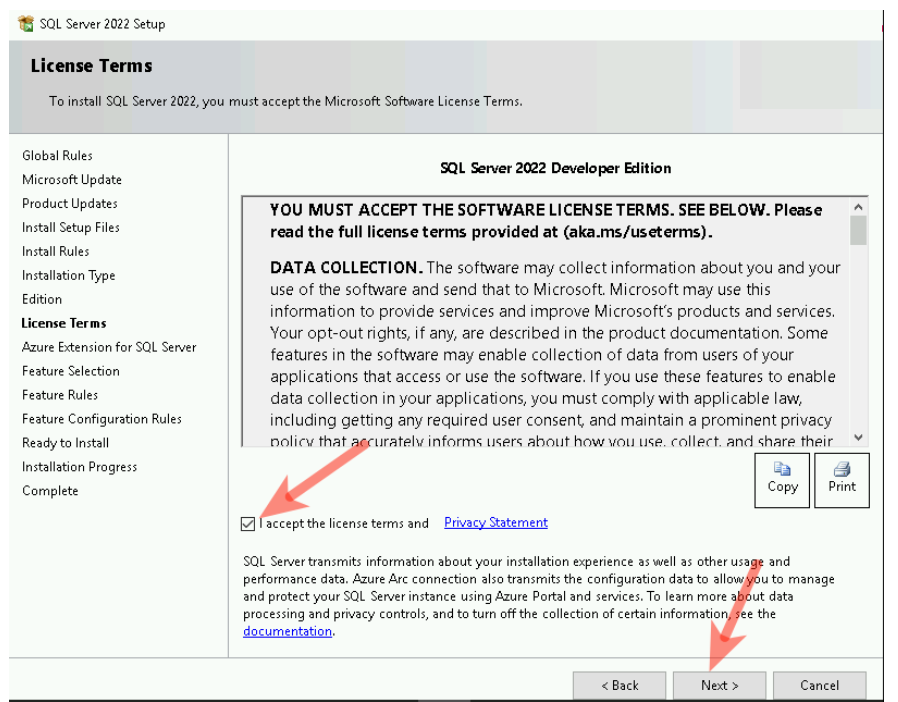 SQL Server 2022 Setup
License Terms
To install SQL Server 2022, you must accept the Microsoft Software License Terms.
Global Rules
Microsoft Update
Product Updates
Install Setup Files
Install Rules
Installation Type
Edition
License Terms
Azure Extension for SQL Server
Feature Selection
Feature Rules
Feature Configuration Rules
Ready to Install
Installation Progress
Complete
SQL Server 2022 Developer Edition
YOU MUST ACCEPT THE SOFTWARE LICENSE TERMS. SEE BELOW. Please
read the full license terms provided at (aka.ms/useterms).
DATA COLLECTION. The software may collect information about you and your
use of the software and send that to Microsoft. Microsoft may use this
information to provide services and improve Microsoft's products and services.
Your opt-out rights, if any, are described in the product documentation. Some
features in the software may enable collection of data from users of your
applications that access or use the software. If you use these features to enable
data collection in your applications, you must comply with applicable law,
including getting any required user consent, and maintain a prominent privacy
policy that accurately informs users about how you use, collect, and share their
Copy
Print
I accept the license terms and Privacy Statement
SQL Server transmits information about your installation experience as well as other usage and
performance data. Azure Arc connection also transmits the configuration data to allow you to manage
and protect your SQL Server instance using Azure Portal and services. To learn more about data
processing and privacy controls, and to turn off the collection of certain information, see the
documentation.
< Back
Next >
Cancel